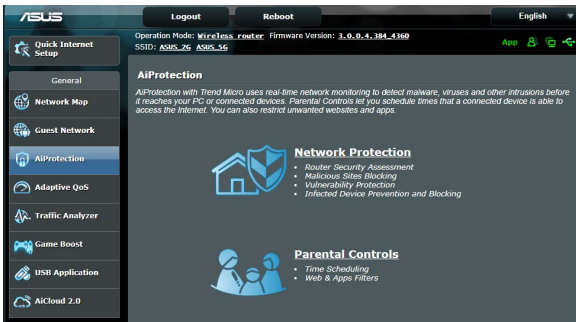 ASUS
Logout
Reboot
English
Quick Internet
Setup
Operation Mode: Wireless router Firmware Version: 3.0.0.4.384_4360
SSID: ASUS_2G ASUS_5G
App
General
Network Map
Guest Network
AiProtection
Adaptive QoS
Traffic Analyzer
Game Boost
USB Application
AiCloud 2.0
AiProtection
AiProtection with Trend Micro uses real-time network monitoring to detect malware, viruses and other intrusions before
it reaches your PC or connected devices. Parental Controls let you schedule times that a connected device is able to
access the Internet. You can also restrict unwanted websites and apps.
Network Protection
• Router Security Assessment
• Malicious Sites Blocking
• Vulnerability Protection
• Infected Device Prevention and Blocking
Parental Controls
• Time Scheduling
• Web & Apps Filters